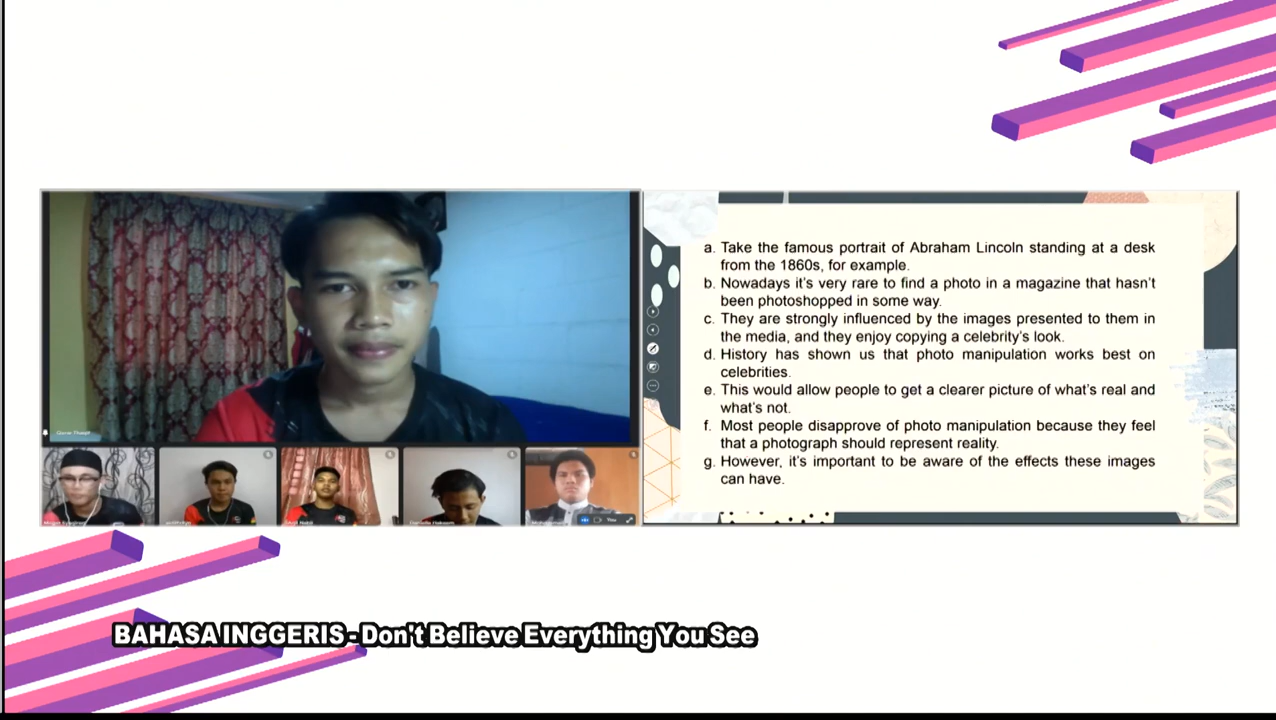 a. Take the famous portrait of Abraham Lincoln standing at a desk
from the 1860s, for example.
b. Nowadays it's very rare to find a photo in a magazine that hasn't
been photoshopped in some way.
c. They are strongly influenced by the images presented to them in
the media, and they enjoy copying a celebrity's look.
d. History has shown us that photo manipulation works best on
celebrities.
e. This would allow people to get a clearer picture of what's real and
what's not.
f. Most people disapprove of photo manipulation because they feel
that a photograph should represent reality.
g. However, it's important to be aware of the effects these images
can have.
You
BAHASA INGGERIS - Don't Believe Everything You See